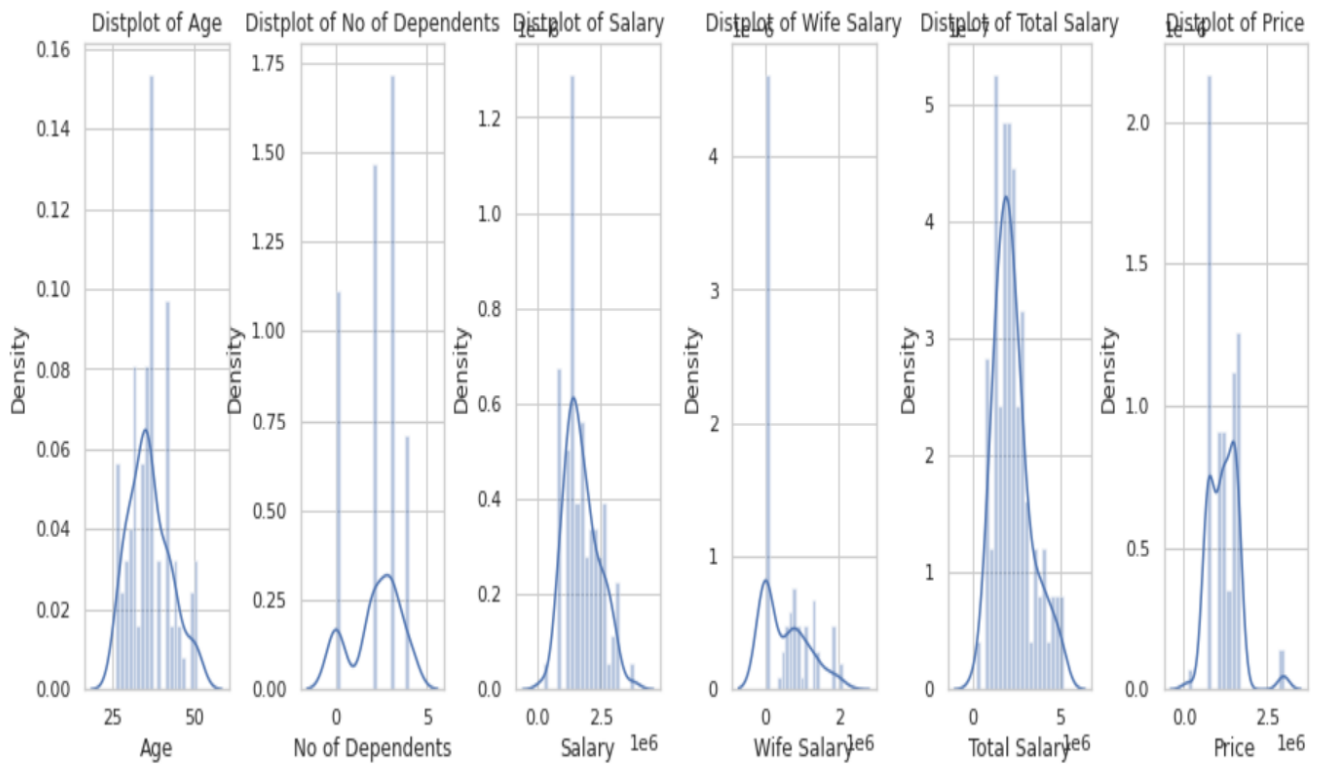 Distplot of Age
0.16
0.14
0.12
0.10
0.08
0.06
0.04
0.02
0.00
Density
25 50
Age
Distplot of No of Dependents
1.75
1.50
1.25
1.00
0.75
0.50
0.25
0.00
Density
0 5
No of Dependents
Distplot of Salary
1e−6
1.2
1.0
0.8
0.6
0.4
0.2
0.0
Density
0.0 2.5
1e6
Salary
Distplot of Wife Salary
4
3
2
1
0
Density
0 2
1e6
Wife Salary
Distplot of Total Salary
1e−7
5
4
3
2
1
0
Density
0 5
1e6
Total Salary
Distplot of Price
1e−6
2.0
1.5
1.0
0.5
0.0
Density
0.0 2.5
1e6
Price